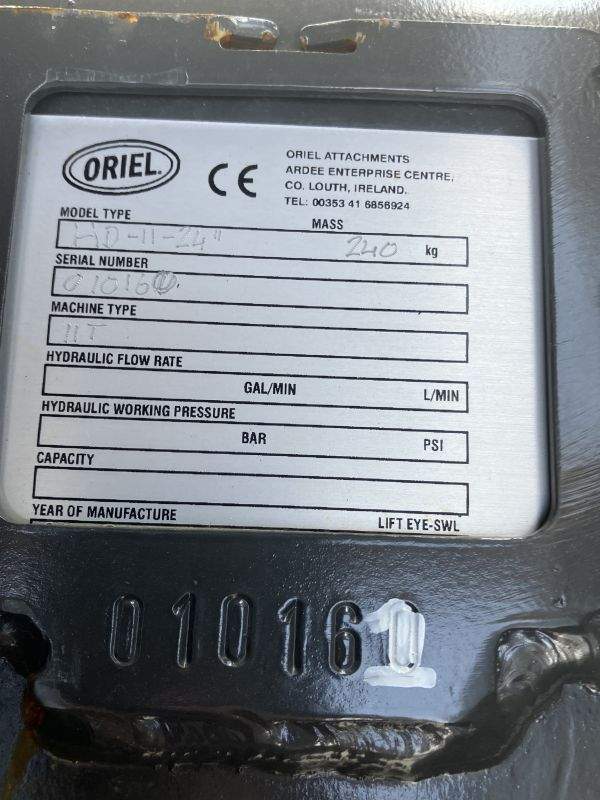 ORIEL.
CE
ORIEL ATTACHMENTS
ARDEE ENTERPRISE CENTRE,
CO. LOUTH, IRELAND.
TEL: 00353 41 6856924
MODEL TYPE MASS
HD-11-24" 240 kg
SERIAL NUMBER
010161
MACHINE TYPE
11T
HYDRAULIC FLOW RATE
GAL/MIN L/MIN
HYDRAULIC WORKING PRESSURE
BAR PSI
CAPACITY
YEAR OF MANUFACTURE LIFT EYE-SWL
010161